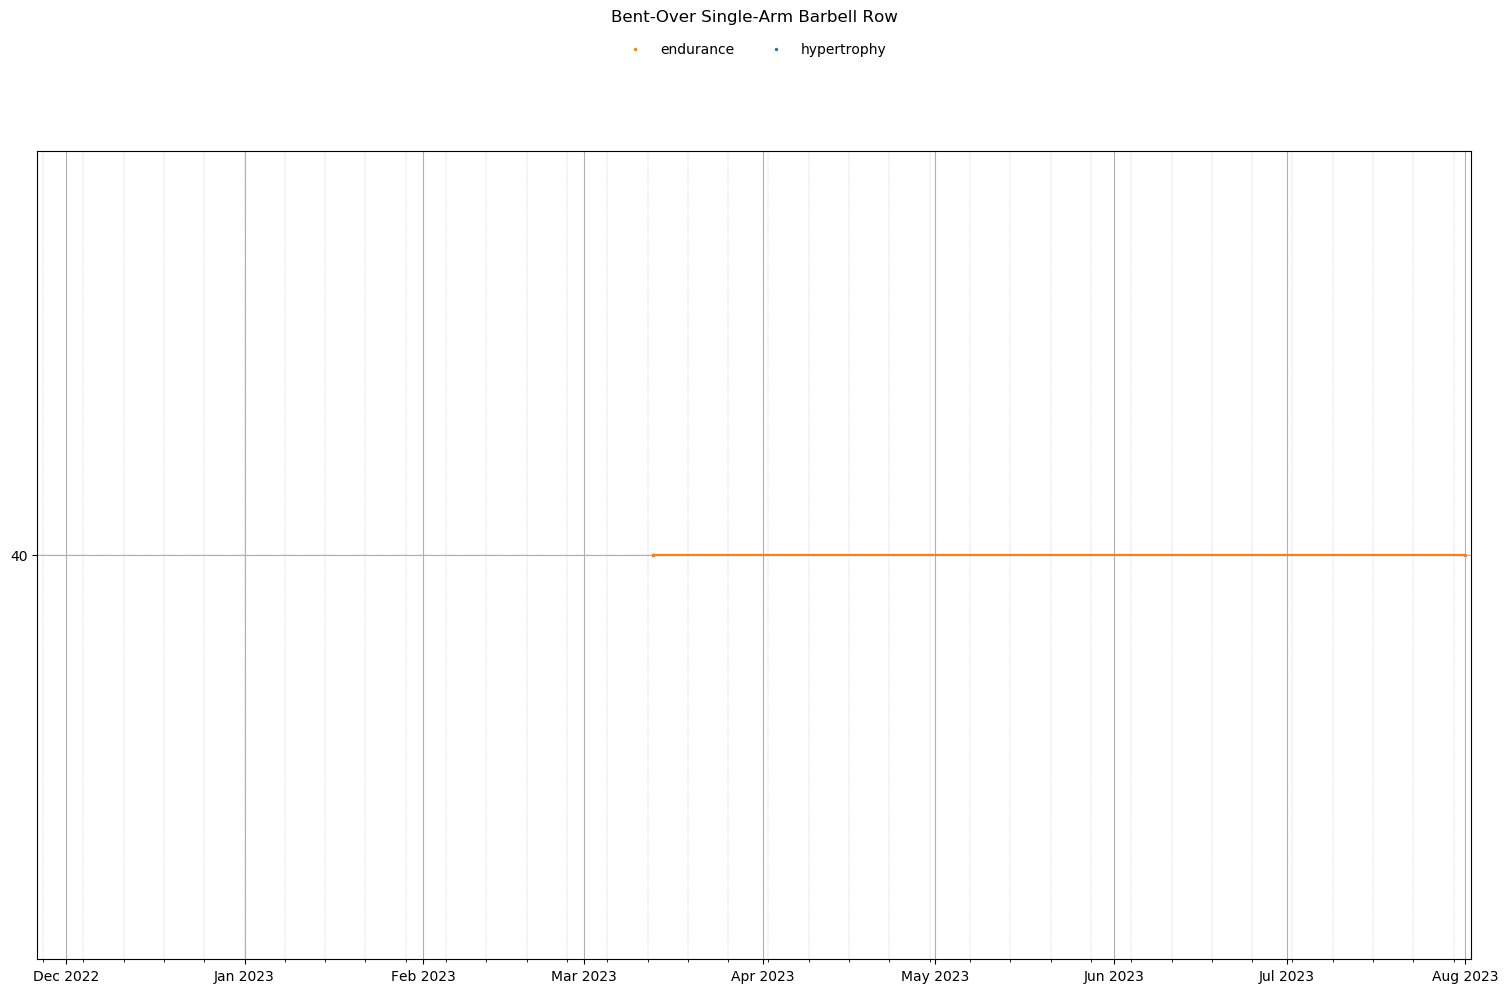 Bent-Over Single-Arm Barbell Row
endurance hypertrophy
40
Dec 2022 Jan 2023 Feb 2023 Mar 2023 Apr 2023 May 2023 Jun 2023 Jul 2023 Aug 2023